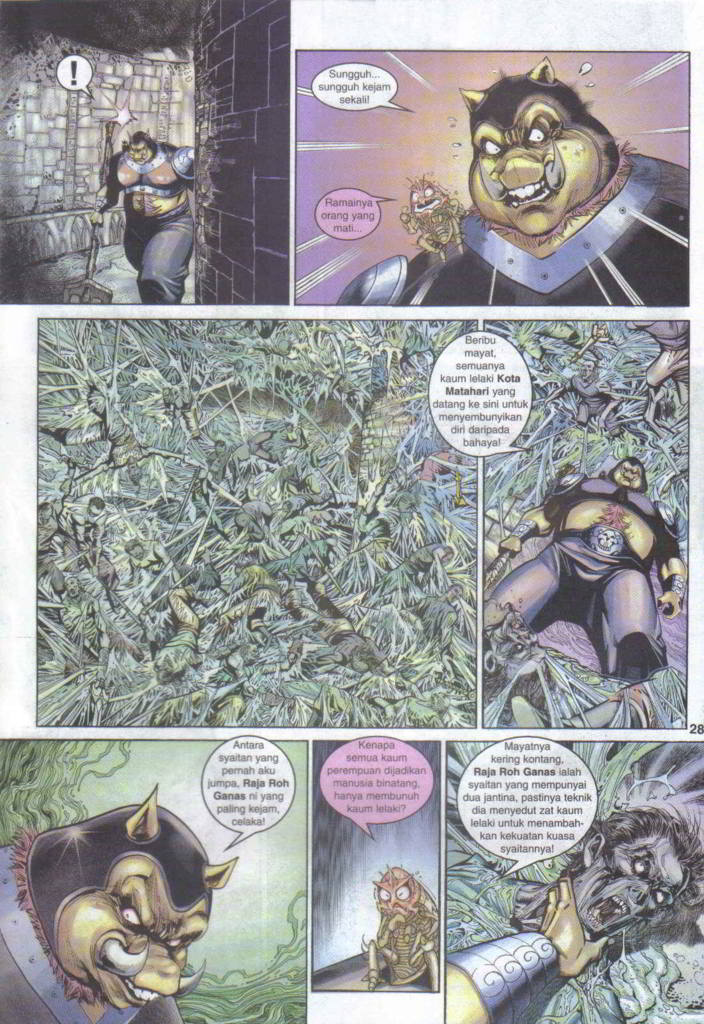 !
Sungguh...
sungguh kejam
sekali!
Ramainya
orang yang
mati...
Beribu
mayat,
semuanya
kaum lelaki Kota
Matahari yang
datang ke sini untuk
menyembunyikan
diri daripada
bahaya!
28
Antara
syaitan yang
pernah aku
jumpa, Raja Roh
Ganas ni yang
paling kejam,
celaka!
Kenapa
semua kaum
perempuan dijadikan
manusia binatang,
hanya membunuh
kaum lelaki?
Mayatnya
kering kontang,
Raja Roh Ganas ialah
syaitan yang mempunyai
dua jantina, pastinya teknik
dia menyedut zat kaum
lelaki untuk menambah-
kan kekuatan kuasa
syaitannya!